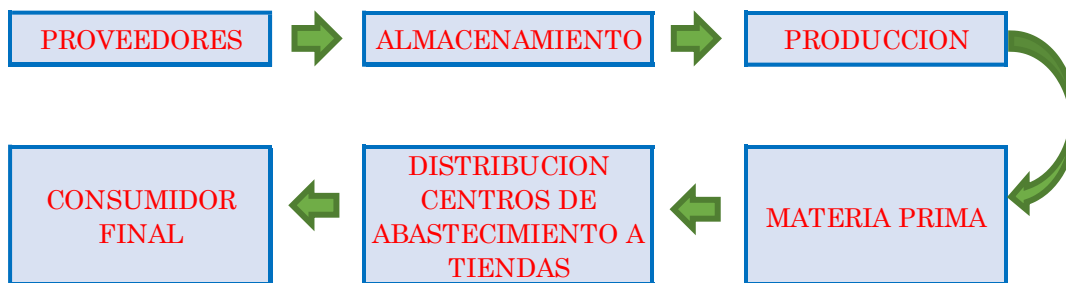 PROVEEDORES
ALMACENAMIENTO
PRODUCCION
MATERIA PRIMA
DISTRIBUCION
CENTROS DE
ABASTECIMIENTO A
TIENDAS
CONSUMIDOR
FINAL